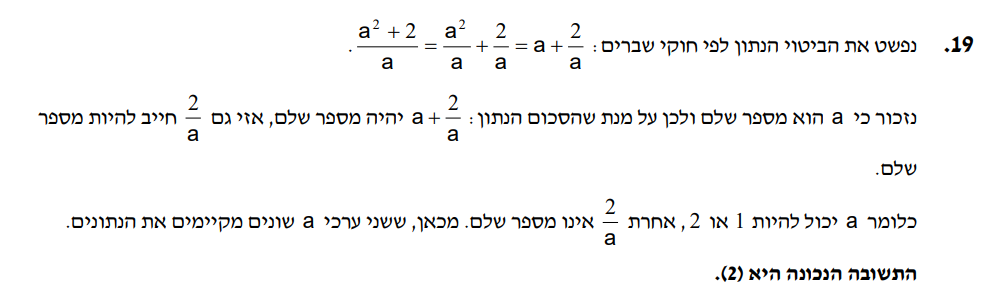 19. נפשט את הביטוי הנתון לפי חוקי שברים: $\frac{a^2+2}{a} = \frac{a^2}{a} + \frac{2}{a} = a + \frac{2}{a}$.
נזכור כי a הוא מספר שלם ולכן על מנת שהסכום הנתון: $a + \frac{2}{a}$ יהיה מספר שלם, אזי גם $\frac{2}{a}$ חייב להיות מספר
שלם.
כלומר a יכול להיות 1 או 2, אחרת $\frac{2}{a}$ אינו מספר שלם. מכאן, ששני ערכי a שונים מקיימים את הנתונים.
התשובה הנכונה היא (2).